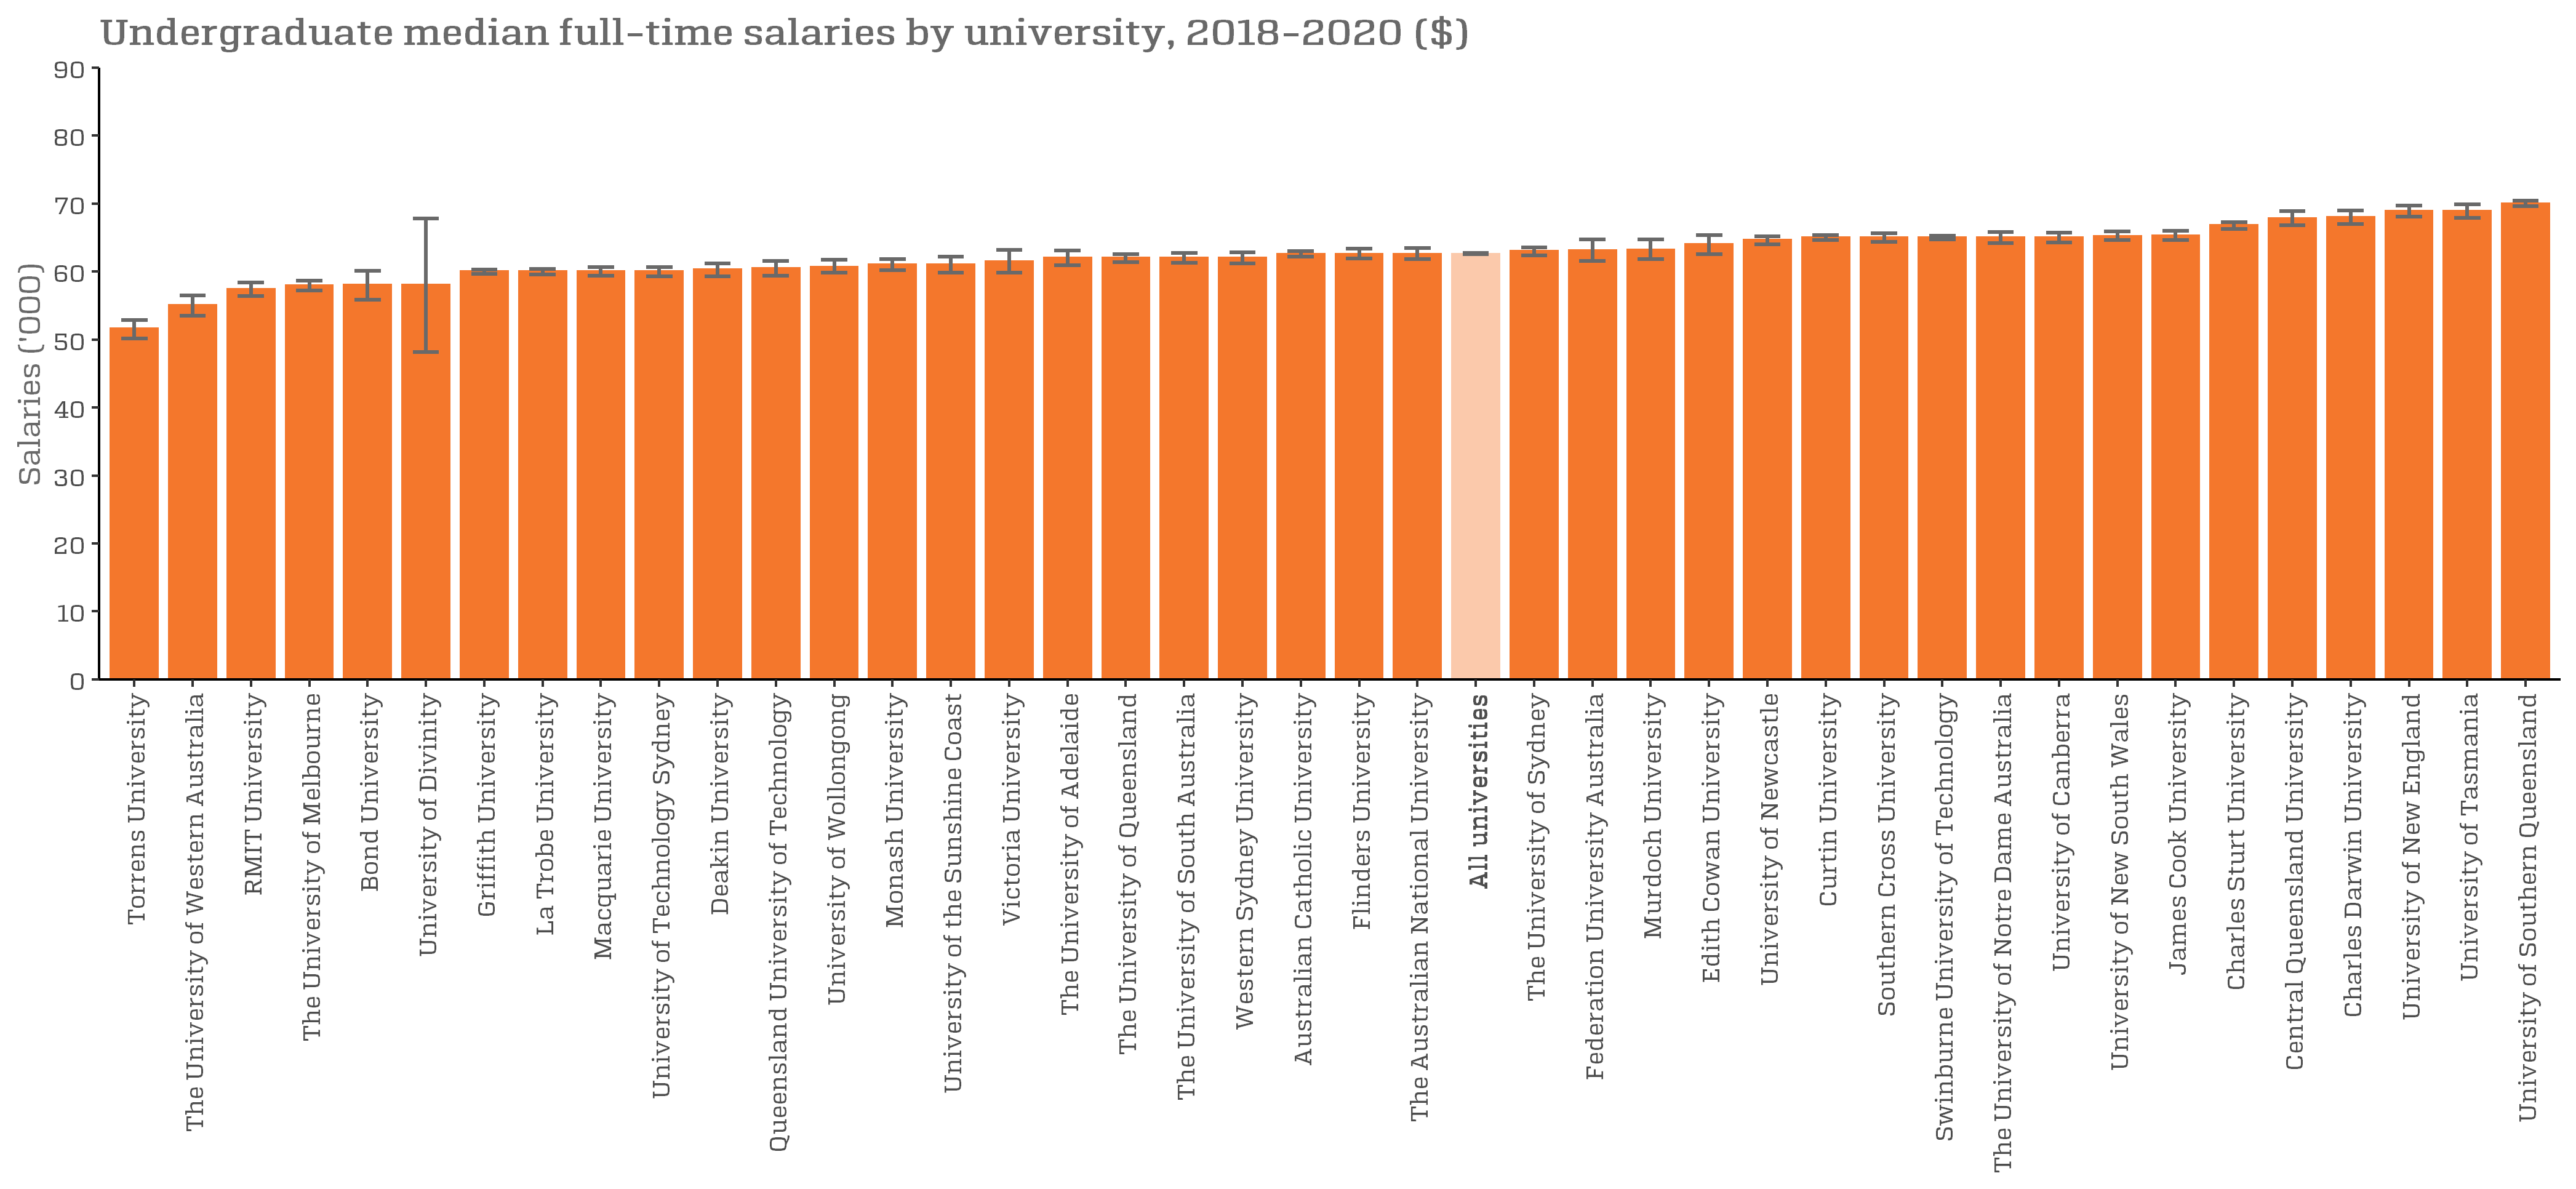 Undergraduate median full-time salaries by university, 2018-2020 ($)
Salaries ('000)
90
80
70
60
50
40
30
20
10
0
Torrens University
The University of Western Australia
RMIT University
The University of Melbourne
Bond University
University of Divinity
Griffith University
La Trobe University
Macquarie University
University of Technology Sydney
Deakin University
Queensland University of Technology
University of Wollongong
Monash University
University of the Sunshine Coast
Victoria University
The University of Adelaide
The University of Queensland
The University of South Australia
Western Sydney University
Australian Catholic University
Flinders University
The Australian National University
All universities
The University of Sydney
Federation University Australia
Murdoch University
Edith Cowan University
University of Newcastle
Curtin University
Southern Cross University
Swinburne University of Technology
The University of Notre Dame Australia
University of Canberra
University of New South Wales
James Cook University
Charles Sturt University
Central Queensland University
Charles Darwin University
University of New England
University of Tasmania
University of Southern Queensland